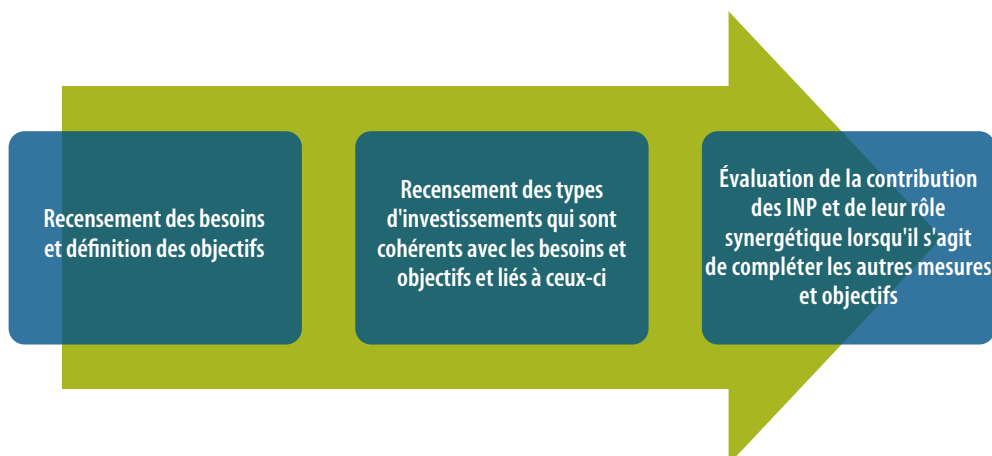 Recensement des besoins
et définition des objectifs
Recensement des types
d'investissements qui sont
cohérents avec les besoins et
objectifs et liés à ceux-ci
Évaluation de la contribution
des INP et de leur rôle
synergétique lorsqu'il s'agit
de compléter les autres mesures
et objectifs